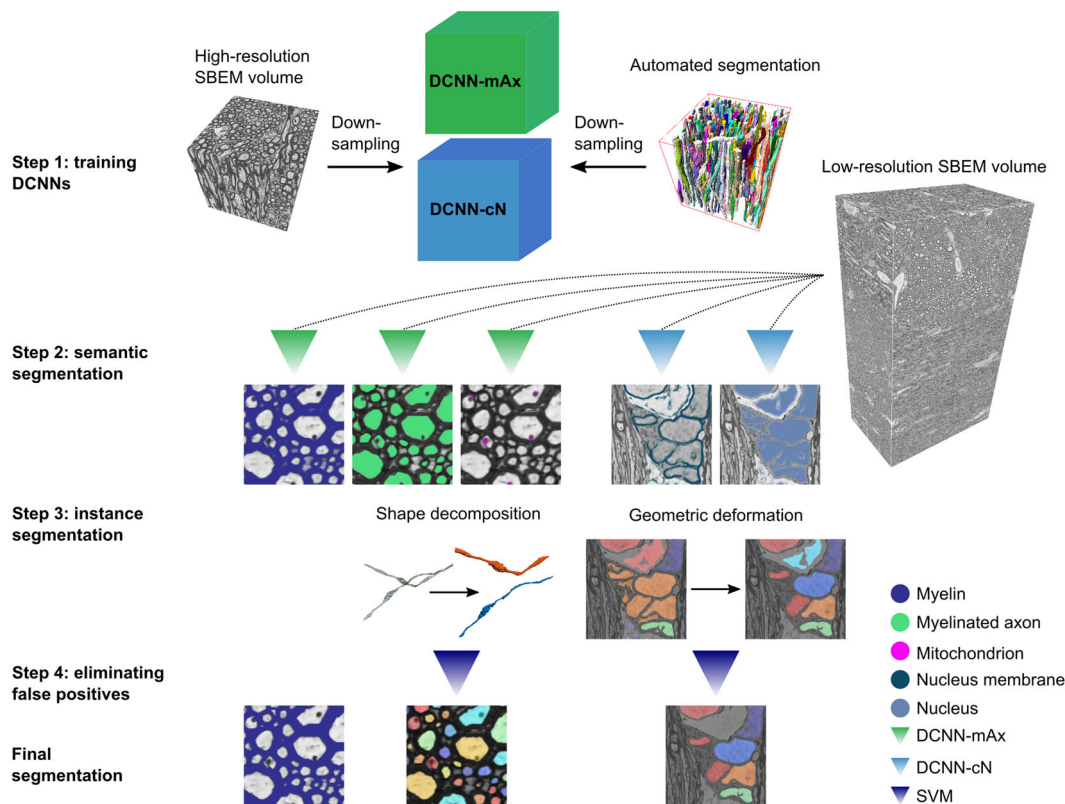 High-resolution
SBEM volume
DCNN-mAx
Automated segmentation
Down-
sampling
Down-
sampling
Step 1: training
DCNNs
DCNN-cN
Low-resolution SBEM volume
Step 2: semantic
segmentation
Step 3: instance
segmentation
Shape decomposition
Geometric deformation
Myelin
Myelinated axon
Mitochondrion
Nucleus membrane
Nucleus
DCNN-mAx
DCNN-cN
SVM
Step 4: eliminating
false positives
Final
segmentation